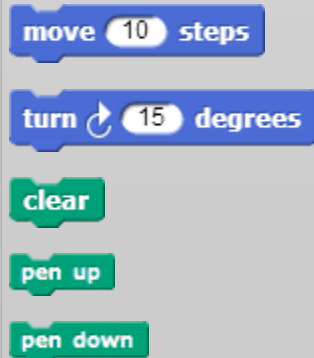 move 10 steps
turn 15 degrees
clear
pen up
pen down